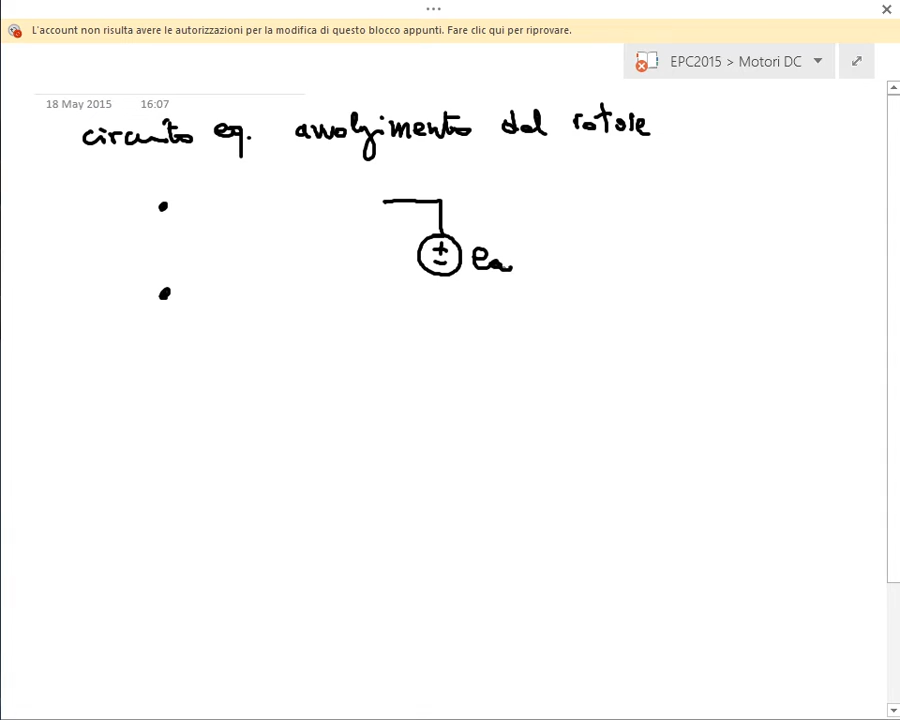 L'account non risulta avere le autorizzazioni per la modifica di questo blocco appunti. Fare clic qui per riprovare.
EPC2015 > Motori DC
18 May 2015 16:07
circuito eq. avvolgimento del rotore
+
-
ea